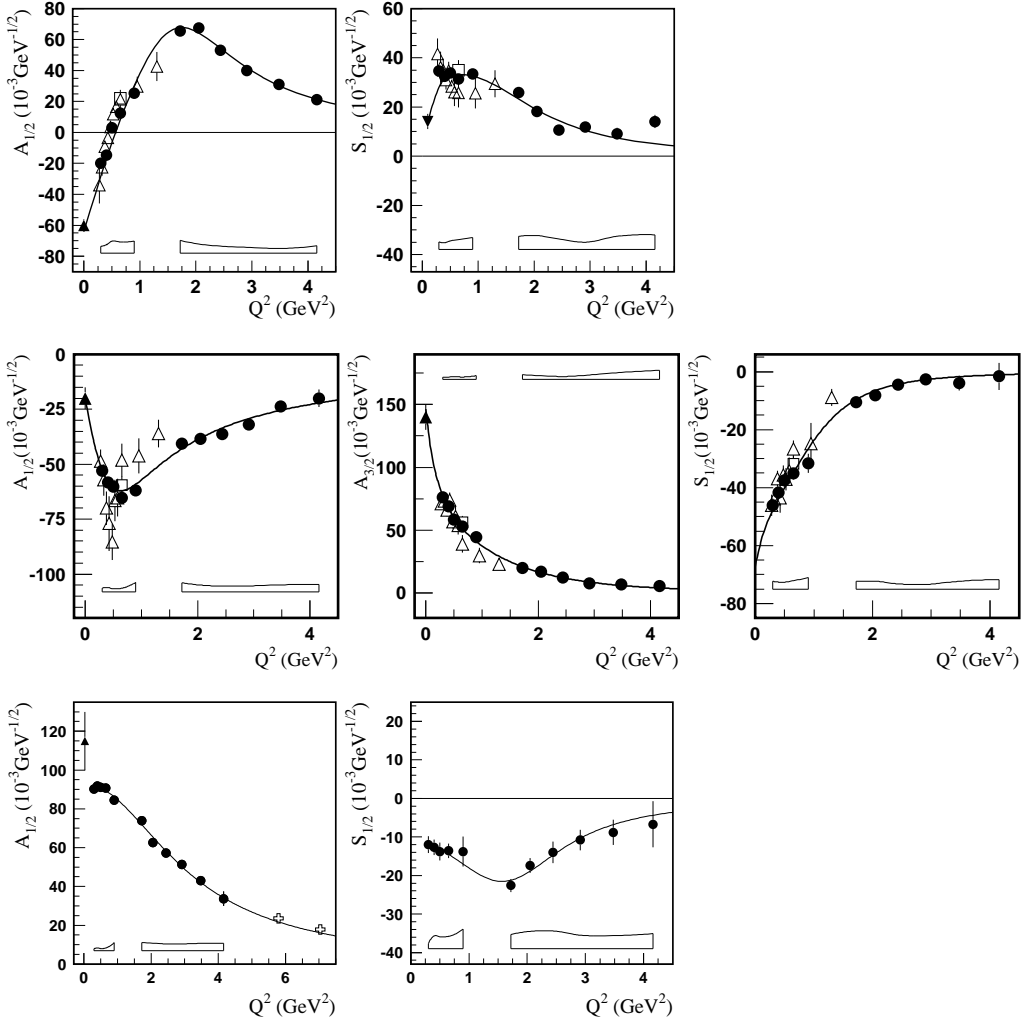 A1/2 (10-3GeV-1/2)
80
60
40
20
0
-20
-40
-60
-80
0 1 2 3 4
Q2 (GeV2)
S1/2 (10-3GeV-1/2)
60
40
20
0
-20
-40
0 1 2 3 4
Q2 (GeV2)
A1/2(10-3GeV-1/2)
0
-25
-50
-75
-100
0 2 4
Q2 (GeV2)
A3/2(10-3GeV-1/2)
150
100
50
0
0 2 4
Q2 (GeV2)
S1/2(10-3GeV-1/2)
0
-20
-40
-60
-80
0 2 4
Q2 (GeV2)
A1/2 (10-3GeV-1/2)
120
100
80
60
40
20
0
0 2 4 6
Q2 (GeV2)
S1/2 (10-3GeV-1/2)
20
10
0
-10
-20
-30
-40
0 1 2 3 4
Q2 (GeV2)